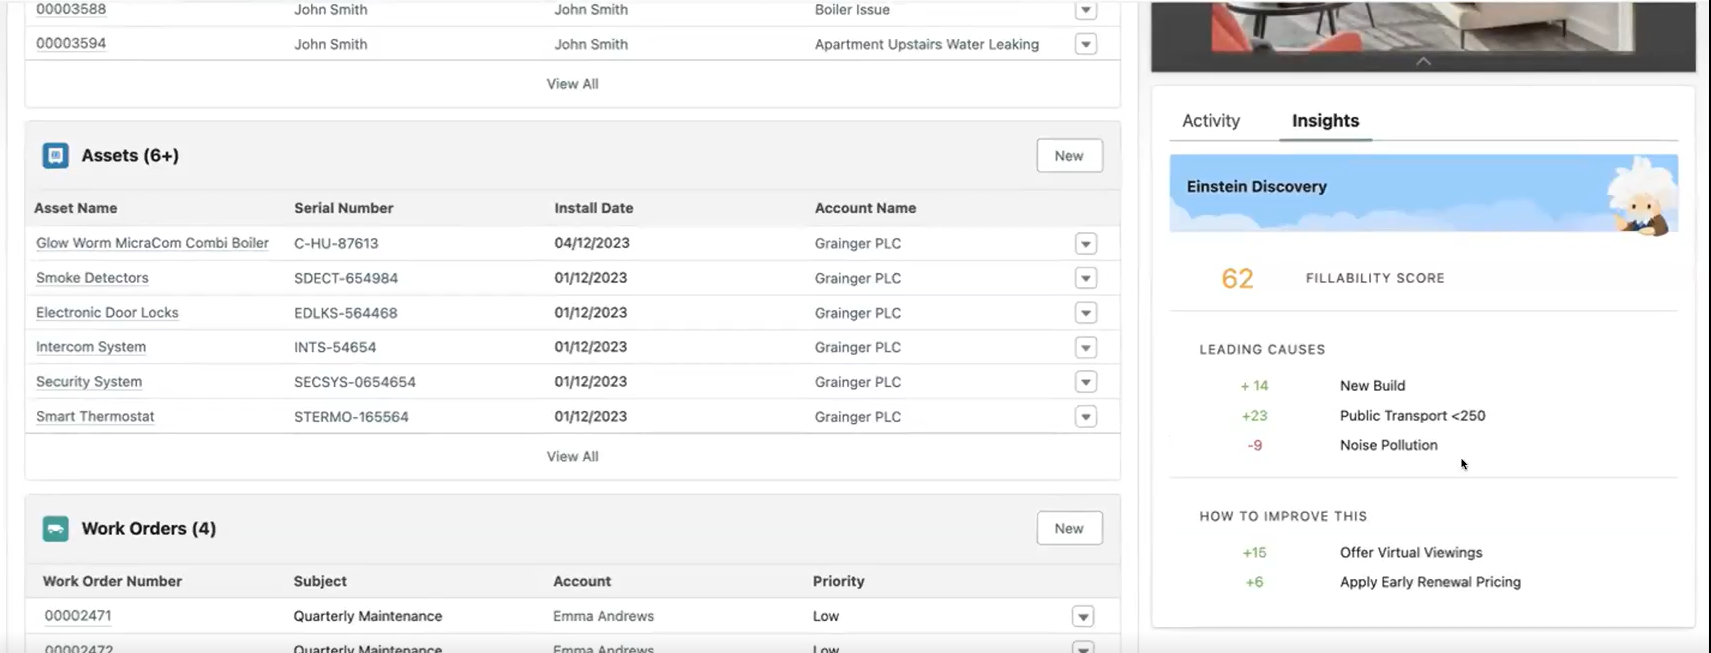 00003588 John Smith John Smith Boiler Issue
00003594 John Smith John Smith Apartment Upstairs Water Leaking
View All
Assets (6+) New
Asset Name Serial Number Install Date Account Name
Glow Worm MicraCom Combi Boiler C-HU-87613 04/12/2023 Grainger PLC
Smoke Detectors SDECT-654984 01/12/2023 Grainger PLC
Electronic Door Locks EDLKS-564468 01/12/2023 Grainger PLC
Intercom System INTS-54654 01/12/2023 Grainger PLC
Security System SECSYS-0654654 01/12/2023 Grainger PLC
Smart Thermostat STERMO-165564 01/12/2023 Grainger PLC
View All
Work Orders (4) New
Work Order Number Subject Account Priority
00002471 Quarterly Maintenance Emma Andrews Low
00002472 Quarterly Maintenance Emma Andrews Low
Activity Insights
Einstein Discovery
62 FILLABILITY SCORE
LEADING CAUSES
+ 14 New Build
+23 Public Transport <250
-9 Noise Pollution
HOW TO IMPROVE THIS
+15 Offer Virtual Viewings
+6 Apply Early Renewal Pricing